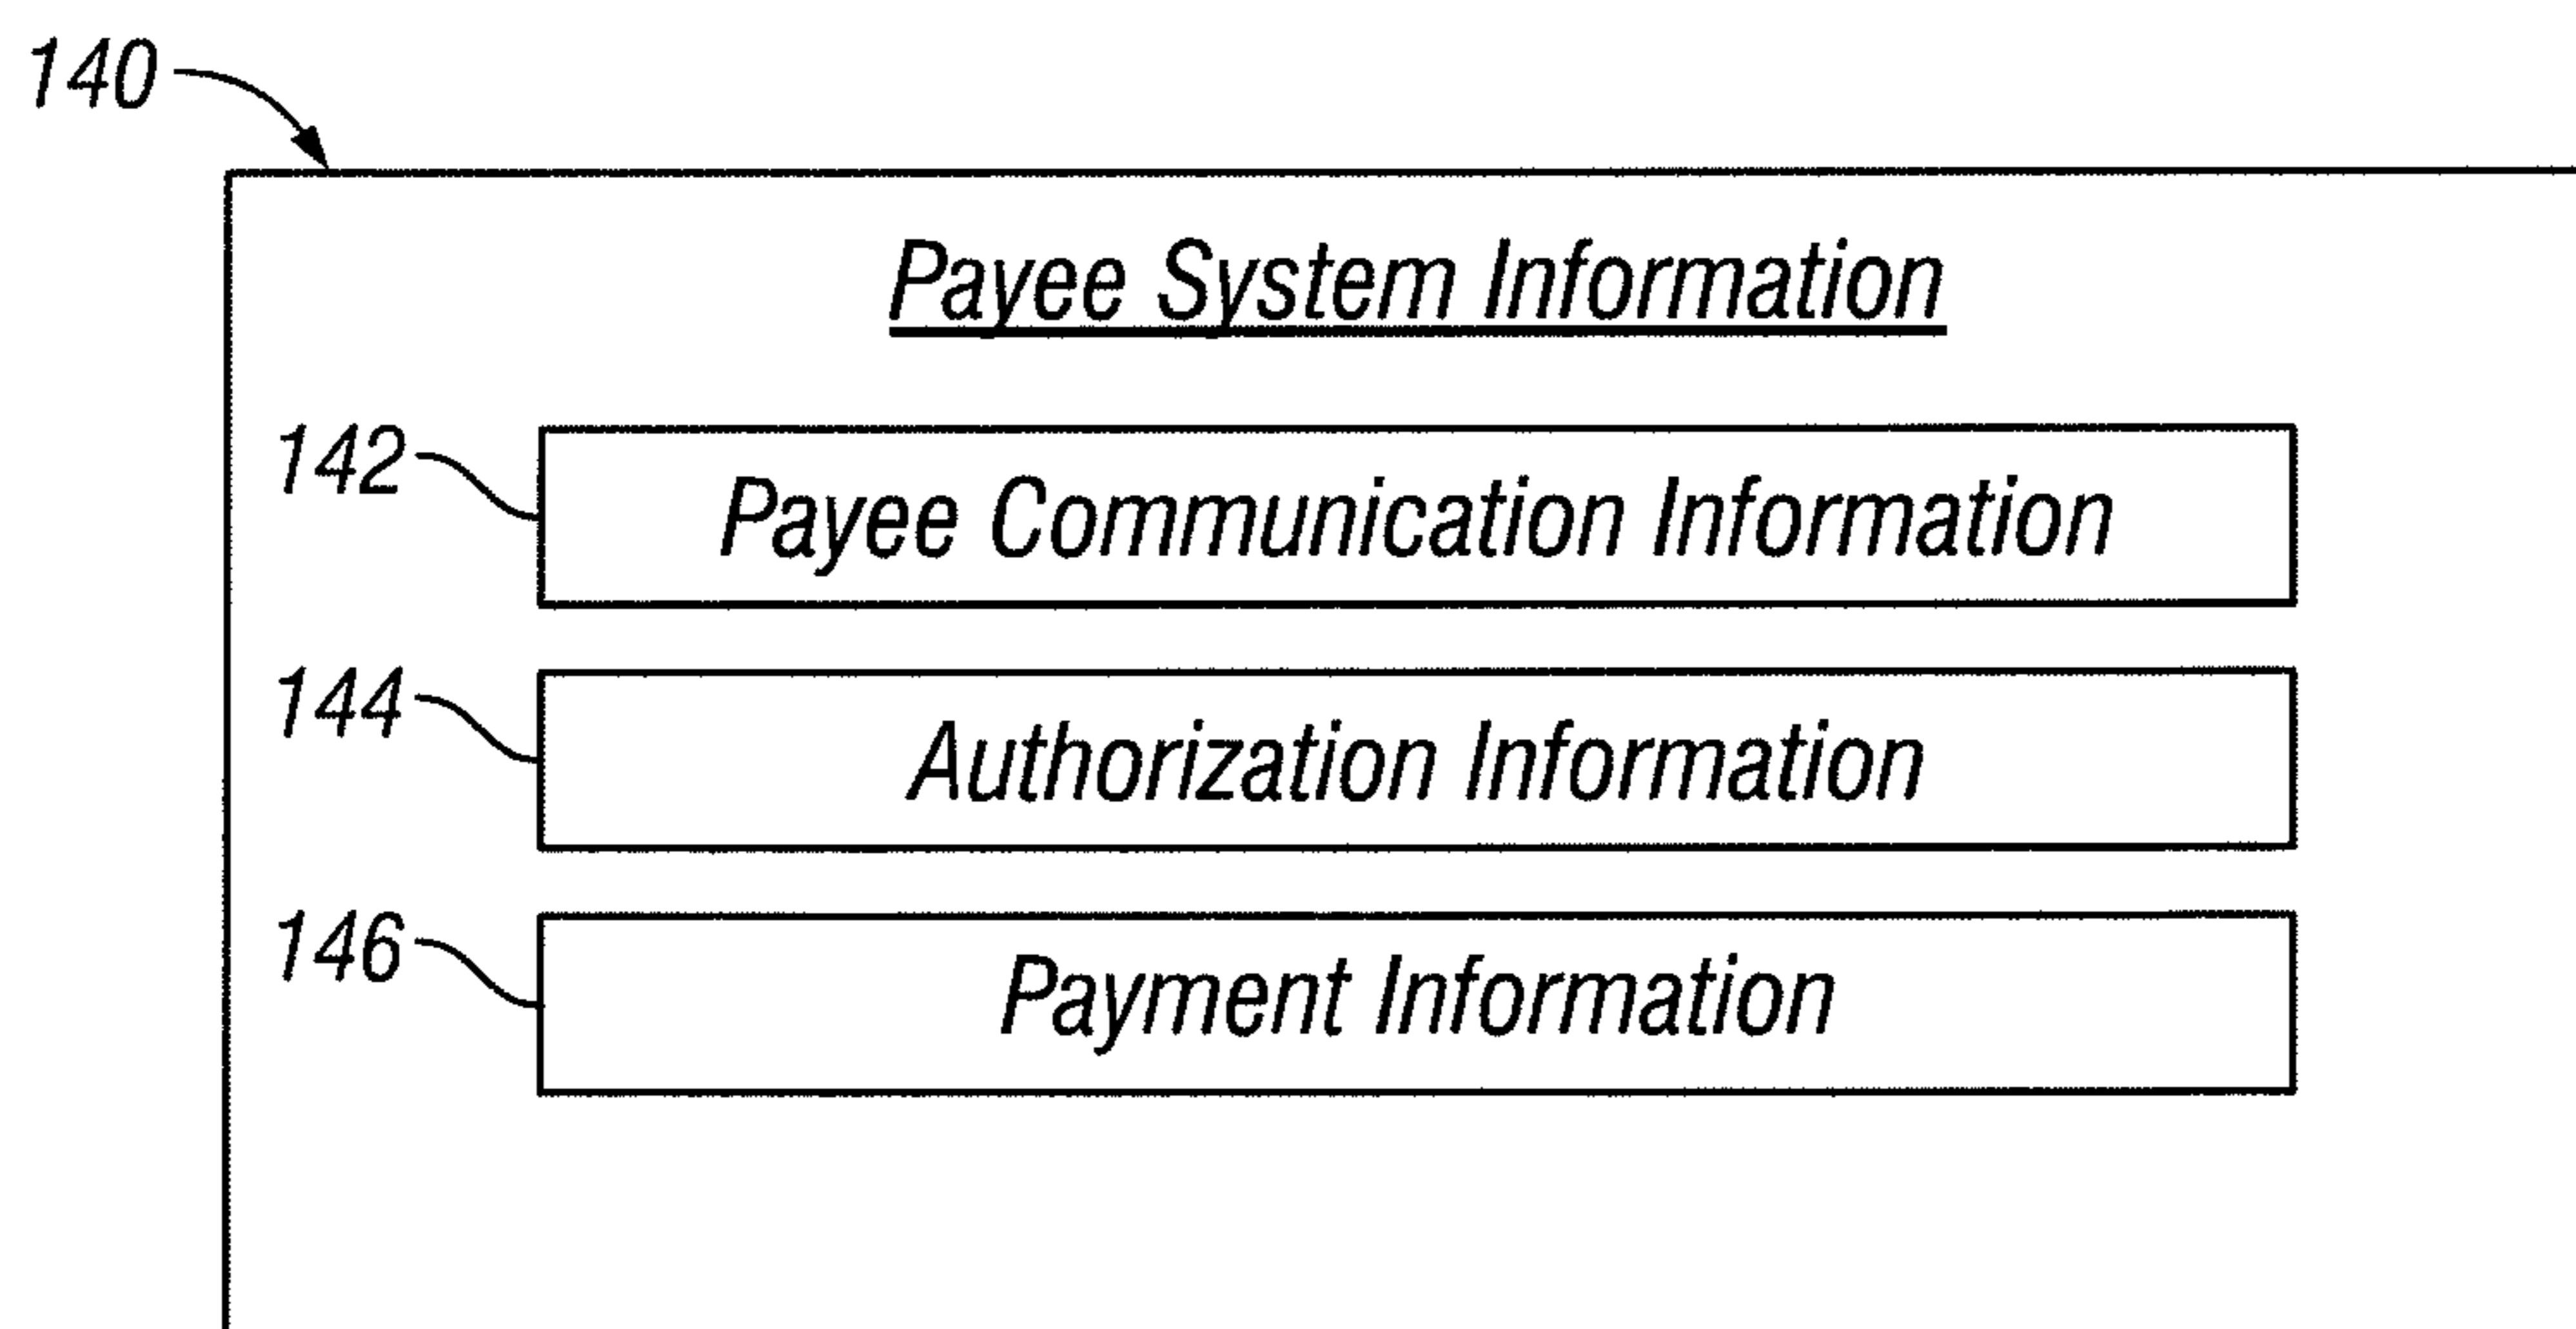 140
Payee System Information
142
Payee Communication Information
144
Authorization Information
146
Payment Information